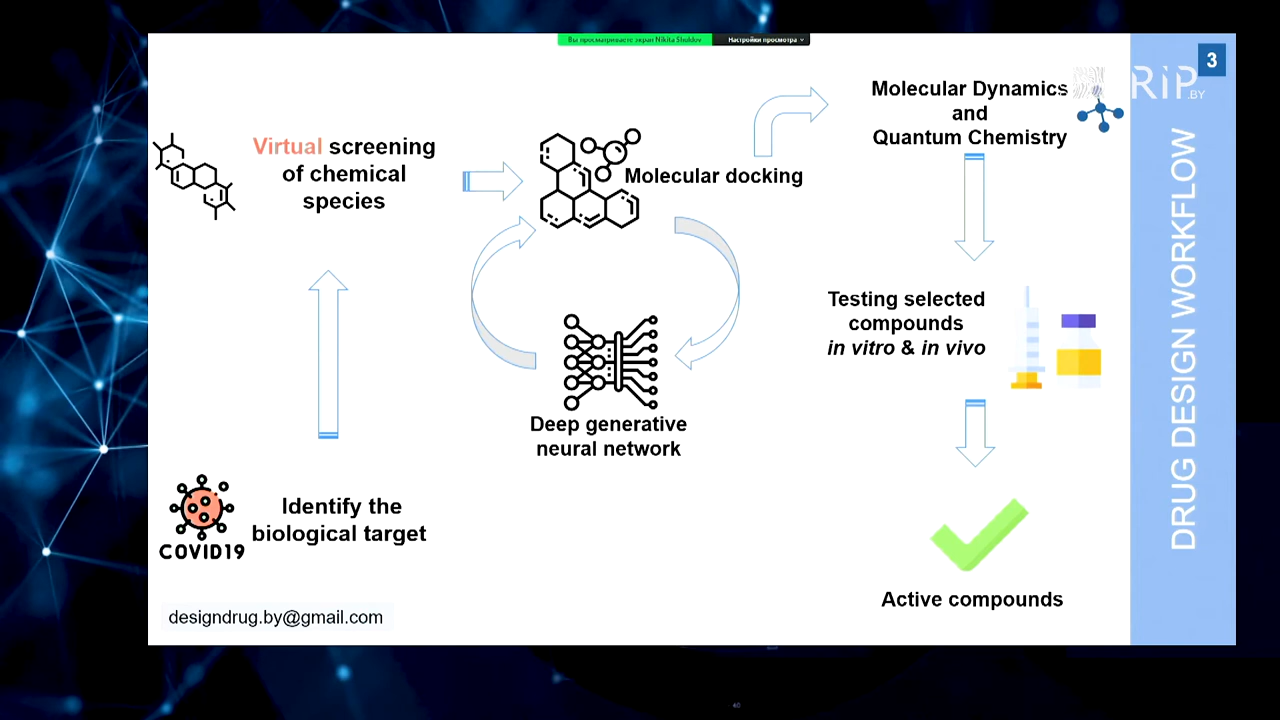 Вы просматриваете экран Nikita Shuldov
Настройки просмотра
3
RIP.BY
Molecular Dynamics
and
Quantum Chemistry
Virtual screening
of chemical
species
Molecular docking
DRUG DESIGN WORKFLOW
Testing selected
compounds
in vitro & in vivo
Deep generative
neural network
Identify the
biological target
COVID19
Active compounds
designdrug.by@gmail.com